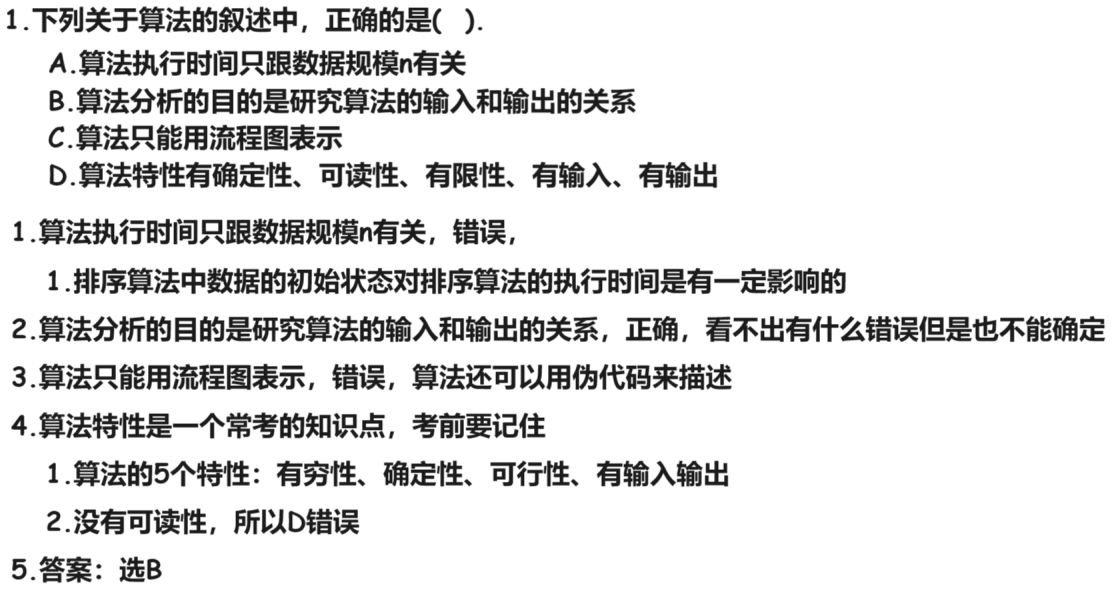 1.下列关于算法的叙述中，正确的是(   ).
A.算法执行时间只跟数据规模n有关
B.算法分析的目的是研究算法的输入和输出的关系
C.算法只能用流程图表示
D.算法特性有确定性、可读性、有限性、有输入、有输出
1.算法执行时间只跟数据规模n有关，错误，
1.排序算法中数据的初始状态对排序算法的执行时间是有一定影响的
2.算法分析的目的是研究算法的输入和输出的关系，正确，看不出有什么错误但是也不能确定
3.算法只能用流程图表示，错误，算法还可以用伪代码来描述
4.算法特性是一个常考的知识点，考前要记住
1.算法的5个特性：有穷性、确定性、可行性、有输入输出
2.没有可读性，所以D错误
5.答案：选B